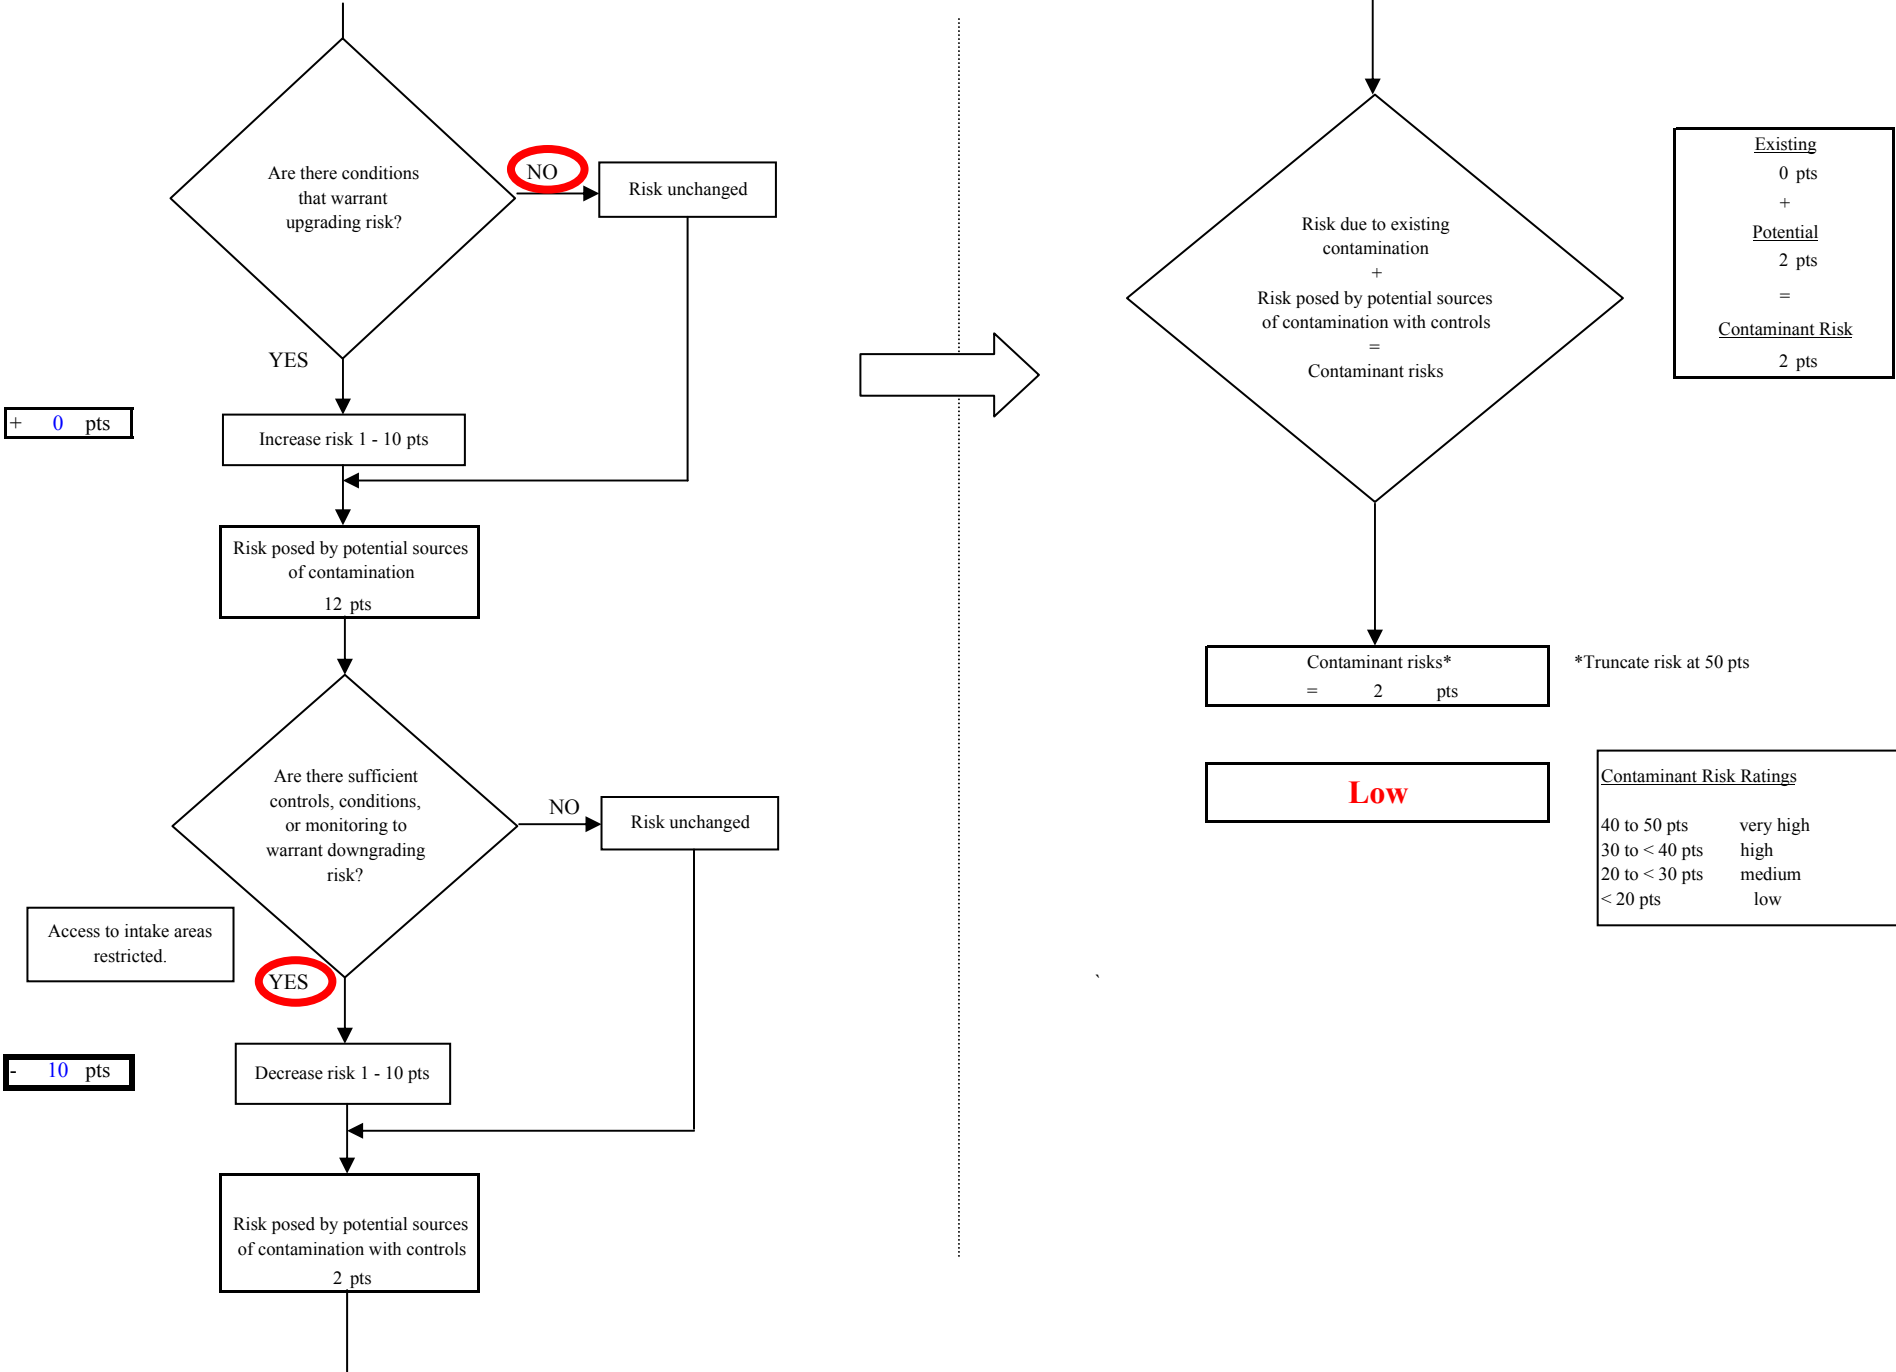 Are there conditions
that warrant
upgrading risk?
NO
Risk unchanged
YES
+ 0 pts
Increase risk 1 - 10 pts
Risk posed by potential sources
of contamination
12 pts
Are there sufficient
controls, conditions,
or monitoring to
warrant downgrading
risk?
NO
Risk unchanged
Access to intake areas
restricted.
YES
- 10 pts
Decrease risk 1 - 10 pts
Risk posed by potential sources
of contamination with controls
2 pts
Risk due to existing
contamination
+
Risk posed by potential sources
of contamination with controls
=
Contaminant risks
Existing
0 pts
+
Potential
2 pts
=
Contaminant Risk
2 pts
Contaminant risks*
= 2 pts
*Truncate risk at 50 pts
Low
Contaminant Risk Ratings
40 to 50 pts very high
30 to < 40 pts high
20 to < 30 pts medium
< 20 pts low
`